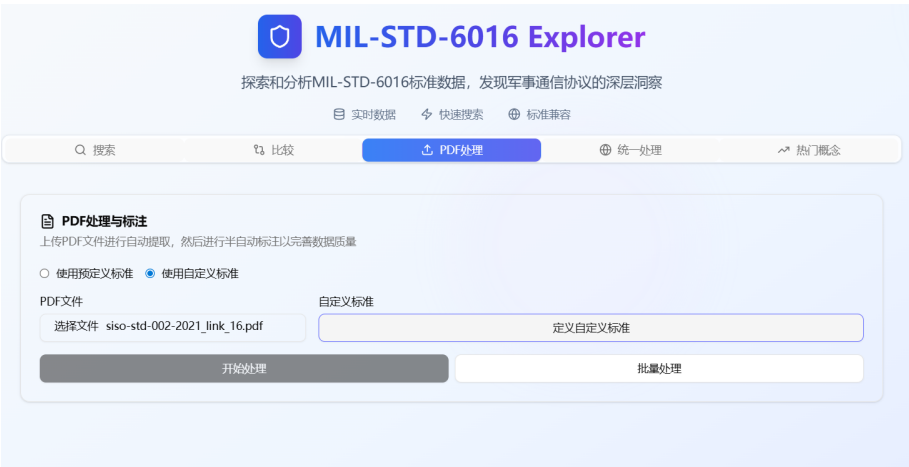 MIL-STD-6016 Explorer
探索和分析MIL-STD-6016标准数据，发现军事通信协议的深层洞察
实时数据 快速搜索 标准兼容
搜索 比较 PDF处理 统一处理 热门概念
PDF处理与标注
上传PDF文件进行自动提取，然后进行半自动标注以完善数据质量
使用预定义标准 使用自定义标准
PDF文件 自定义标准
选择文件 siso-std-002-2021_link_16.pdf 定义自定义标准
开始处理 批量处理